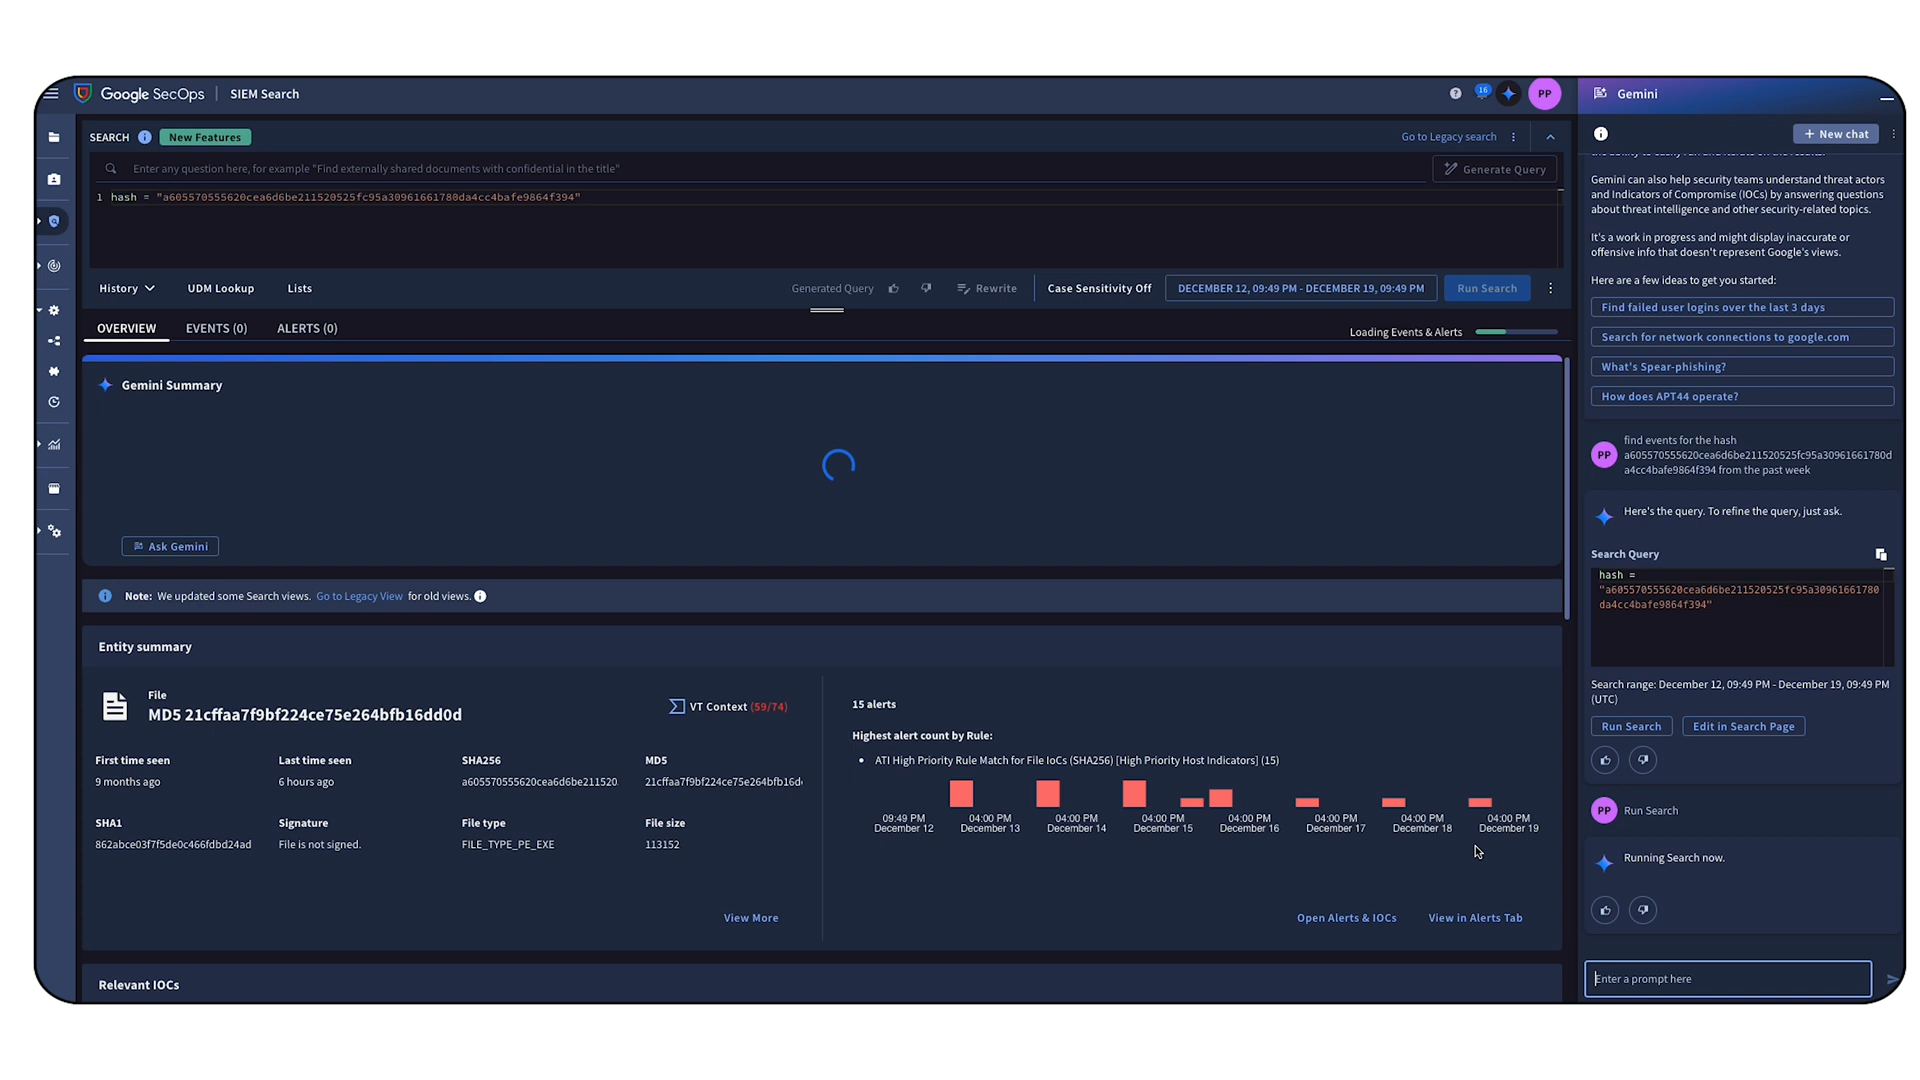 Google SecOps | SIEM Search
16
PP
SEARCH
New Features
Go to Legacy search
Enter any question here, for example "Find externally shared documents with confidential in the title"
Generate Query
1 hash = "a605570555620cea6d6be211520525fc95a30961661780da4cc4bafe9864f394"
History
UDM Lookup
Lists
Generated Query
Rewrite
Case Sensitivity Off
DECEMBER 12, 09:49 PM - DECEMBER 19, 09:49 PM
Run Search
OVERVIEW
EVENTS (0)
ALERTS (0)
Loading Events & Alerts
Gemini Summary
Ask Gemini
Note: We updated some Search views. Go to Legacy View for old views.
Entity summary
File
MD5 21cffaa7f9bf224ce75e264bfb16dd0d
VT Context (59/74)
First time seen
9 months ago
Last time seen
6 hours ago
SHA256
a605570555620cea6d6be211520
MD5
21cffaa7f9bf224ce75e264bfb16d
SHA1
862abce03f7f5de0c466fdbd24ad
Signature
File is not signed.
File type
FILE_TYPE_PE_EXE
File size
113152
View More
15 alerts
Highest alert count by Rule:
ATI High Priority Rule Match for File IoCs (SHA256) [High Priority Host Indicators] (15)
09:49 PM
December 12
04:00 PM
December 13
04:00 PM
December 14
04:00 PM
December 15
04:00 PM
December 16
04:00 PM
December 17
04:00 PM
December 18
04:00 PM
December 19
Open Alerts & IOCs
View in Alerts Tab
Relevant IOCs
Gemini
+ New chat
the ability to easily run and iterate on the results.
Gemini can also help security teams understand threat actors
and Indicators of Compromise (IOCs) by answering questions
about threat intelligence and other security-related topics.
It's a work in progress and might display inaccurate or
offensive info that doesn't represent Google's views.
Here are a few ideas to get you started:
Find failed user logins over the last 3 days
Search for network connections to google.com
What's Spear-phishing?
How does APT44 operate?
PP
find events for the hash
a605570555620cea6d6be211520525fc95a30961661780d
a4cc4bafe9864f394 from the past week
Here's the query. To refine the query, just ask.
Search Query
hash =
"a605570555620cea6d6be211520525fc95a30961661780
da4cc4bafe9864f394"
Search range: December 12, 09:49 PM - December 19, 09:49 PM
(UTC)
Run Search
Edit in Search Page
PP
Run Search
Running Search now.
Enter a prompt here